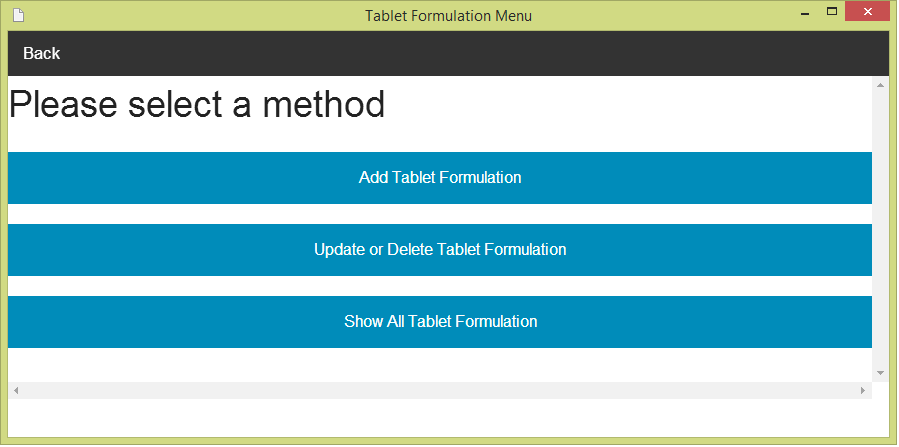 Tablet Formulation Menu
Back
Please select a method
Add Tablet Formulation
Update or Delete Tablet Formulation
Show All Tablet Formulation